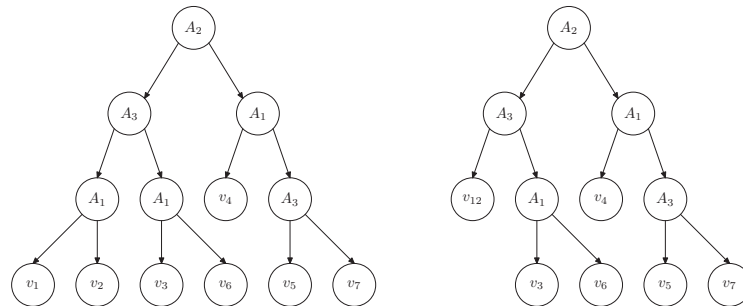 A₂ A₂
A₃ A₁ A₃ A₁
A₁ A₁ v₄ A₃ v₁₂ A₁ v₄ A₃
v₁ v₂ v₃ v₆ v₅ v₇ v₃ v₆ v₅ v₇